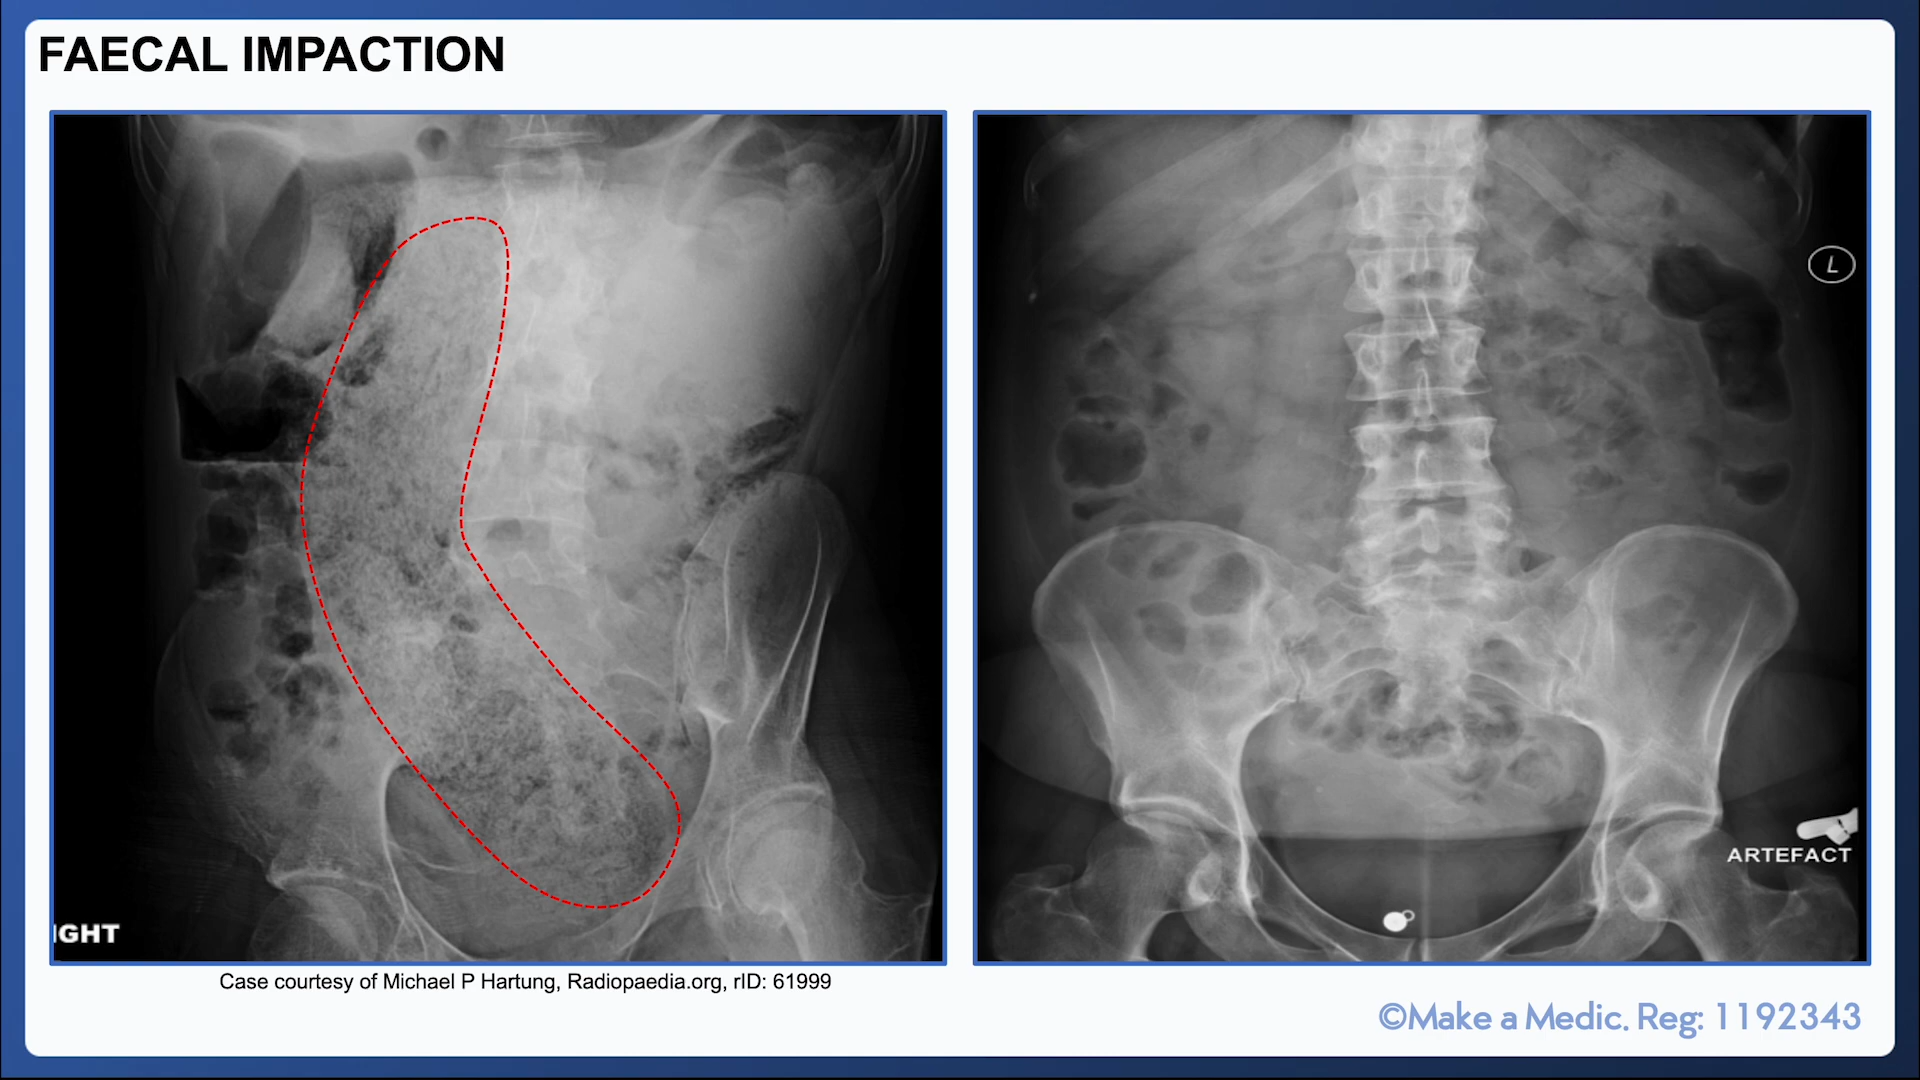 FAECAL IMPACTION
L
ARTEFACT
IGHT
Case courtesy of Michael P Hartung, Radiopaedia.org, rID: 61999
©Make a Medic. Reg: 1192343